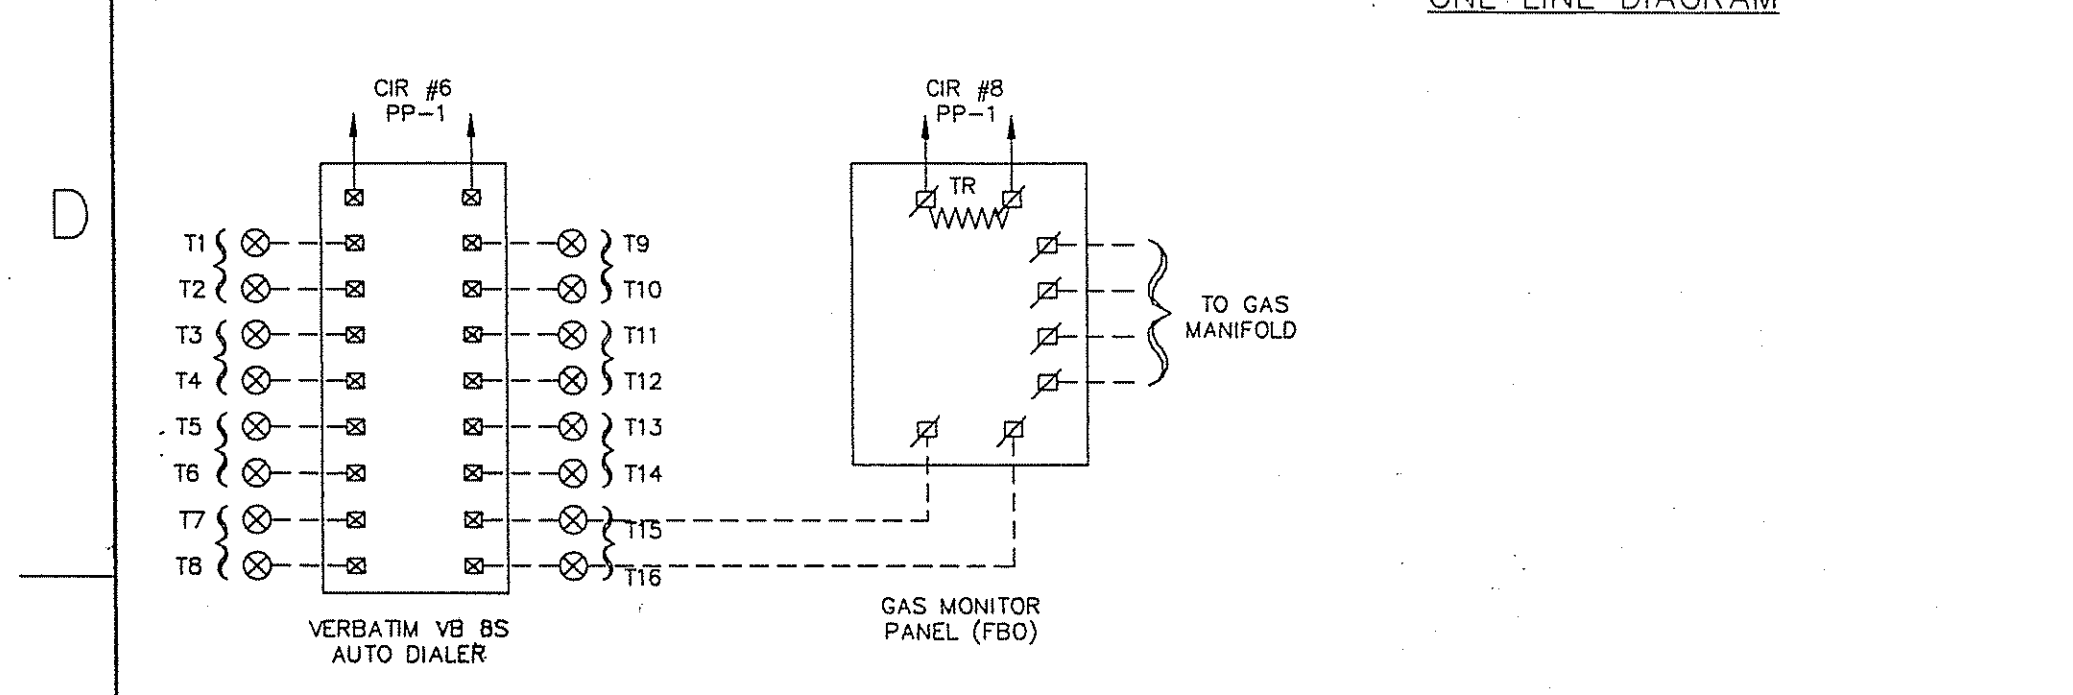 ONE-LINE DIAGRAM
CIR #6
PP-1
CIR #8
PP-1
D
TR
T1
T9
T2
T10
TO GAS
MANIFOLD
T3
T11
T4
T12
T5
T13
T6
T14
T7
T15
T8
T16
GAS MONITOR
PANEL (FBO)
VERBATIM VB 8S
AUTO DIALER